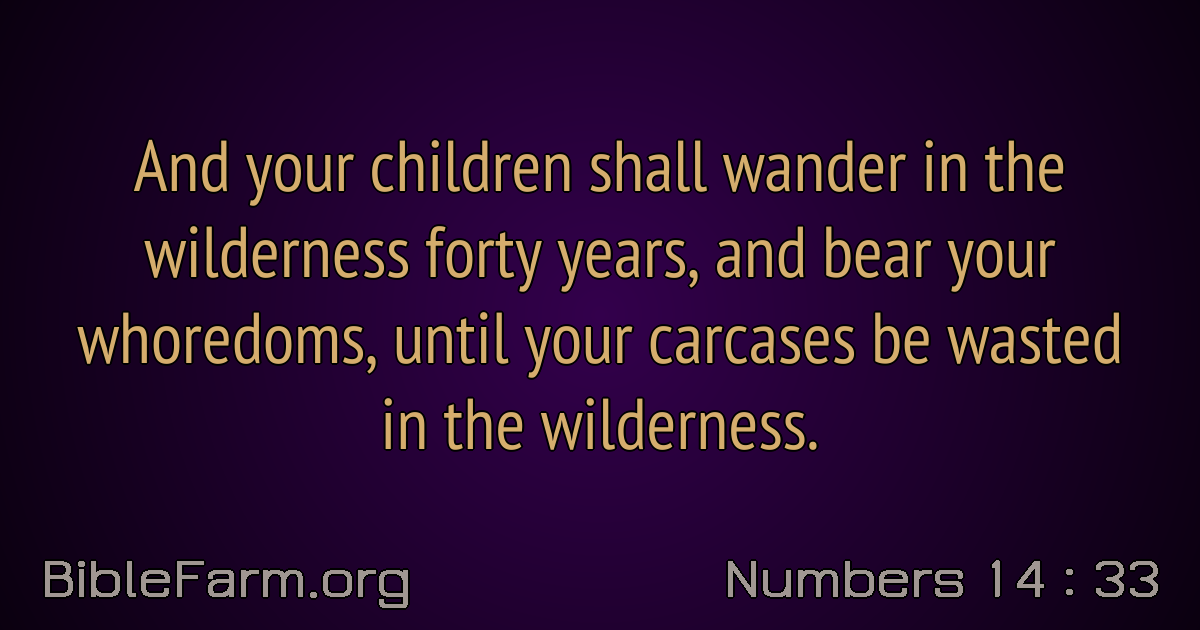 And your children shall wander in the
wilderness forty years, and bear your
whoredoms, until your carcases be wasted
in the wilderness.
BibleFarm.org
Numbers 14 : 33